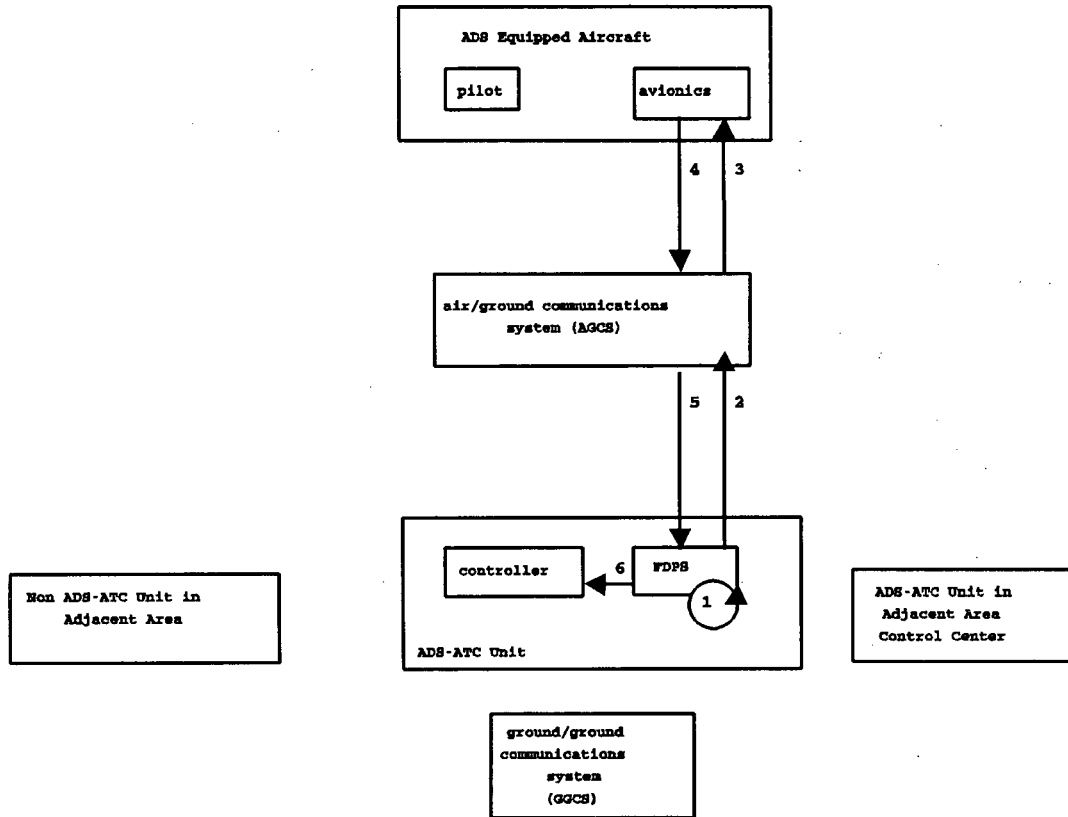 ADS Equipped Aircraft
pilot
avionics
4
3
air/ground communications
system (AGCS)
5
2
controller
6
FDPS
1
ADS-ATC Unit
Non ADS-ATC Unit in
Adjacent Area
ADS-ATC Unit in
Adjacent Area
Control Center
ground/ground
communications
system
(GGCS)